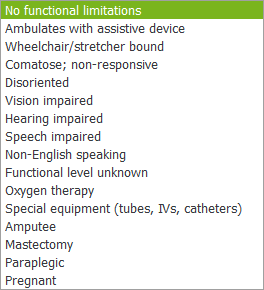 No functional limitations
Ambulates with assistive device
Wheelchair/stretcher bound
Comatose; non-responsive
Disoriented
Vision impaired
Hearing impaired
Speech impaired
Non-English speaking
Functional level unknown
Oxygen therapy
Special equipment (tubes, IVs, catheters)
Amputee
Mastectomy
Paraplegic
Pregnant